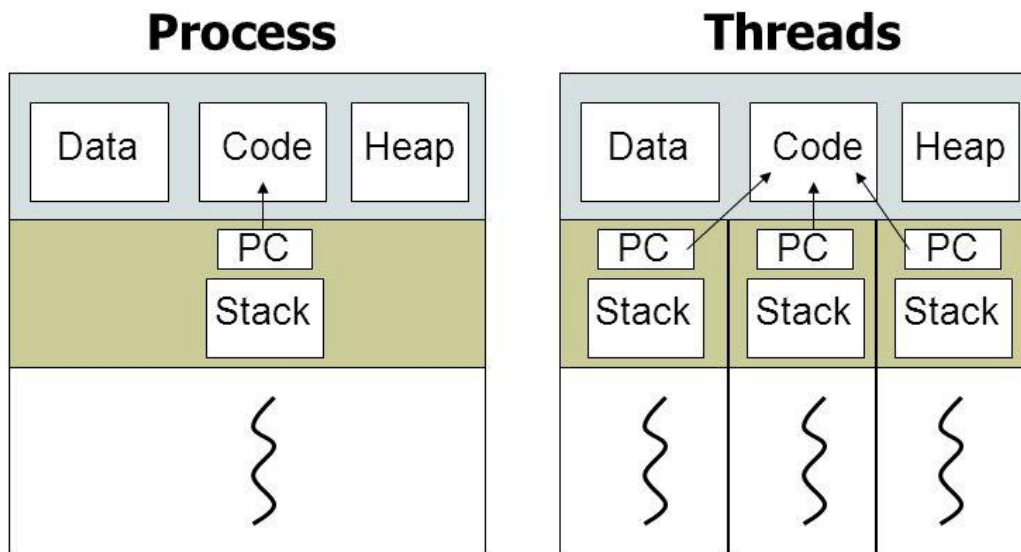 Process
Threads
Data Code Heap
PC
Stack
Data Code Heap
PC PC PC
Stack Stack Stack